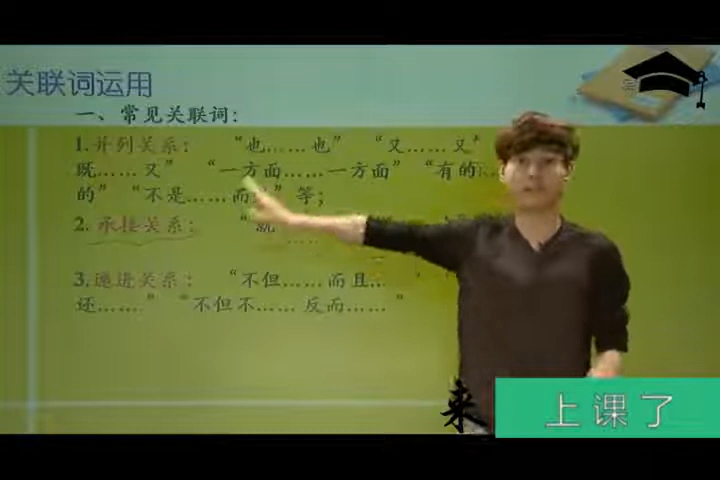 关联词运用
一、常见关联词：
1.并列关系： “也……也” “又……又”
既……又” “一方面……一方面” “有的
的” “不是……而 ” 等；
2. 承接关系： “就
3.递进关系： “不但……而且…
还……” “不但不……反而……”
来 上课了